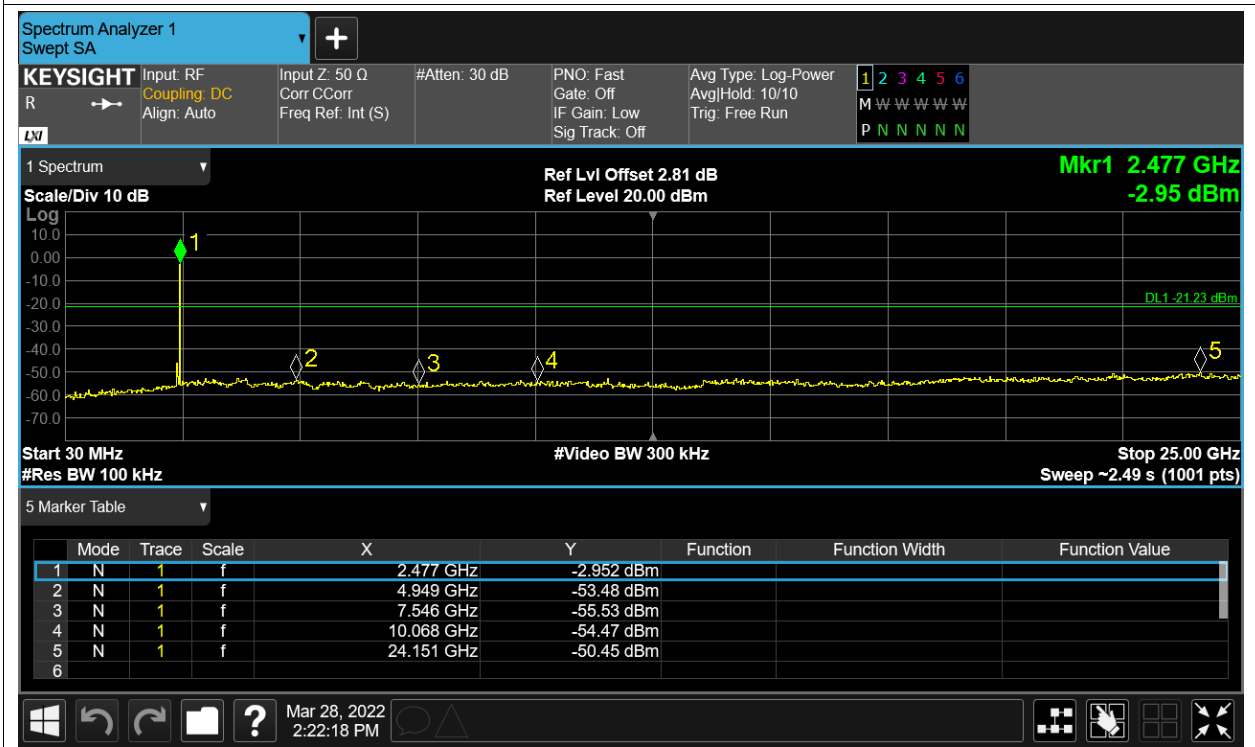 Spectrum Analyzer 1
Swept SA
KEYSIGHT
R
LXI
Input: RF
Coupling: DC
Align: Auto
Input Z: 50 Ω
Corr CCorr
Freq Ref: Int (S)
#Atten: 30 dB
PNO: Fast
Gate: Off
IF Gain: Low
Sig Track: Off
Avg Type: Log-Power
Avg|Hold: 10/10
Trig: Free Run
1 2 3 4 5 6
M W W W W W
P N N N N N
1 Spectrum
Scale/Div 10 dB
Ref Lvl Offset 2.81 dB
Ref Level 20.00 dBm
Mkr1 2.477 GHz
-2.95 dBm
Log
10.0
0.00
-10.0
-20.0
-30.0
-40.0
-50.0
-60.0
-70.0
1
2
3
4
5
DL1 -21.23 dBm
Start 30 MHz
#Res BW 100 kHz
#Video BW 300 kHz
Stop 25.00 GHz
Sweep ~2.49 s (1001 pts)
5 Marker Table
Mode Trace Scale X Y Function Function Width Function Value
1 N 1 f 2.477 GHz -2.952 dBm
2 N 1 f 4.949 GHz -53.48 dBm
3 N 1 f 7.546 GHz -55.53 dBm
4 N 1 f 10.068 GHz -54.47 dBm
5 N 1 f 24.151 GHz -50.45 dBm
6
?
Mar 28, 2022
2:22:18 PM